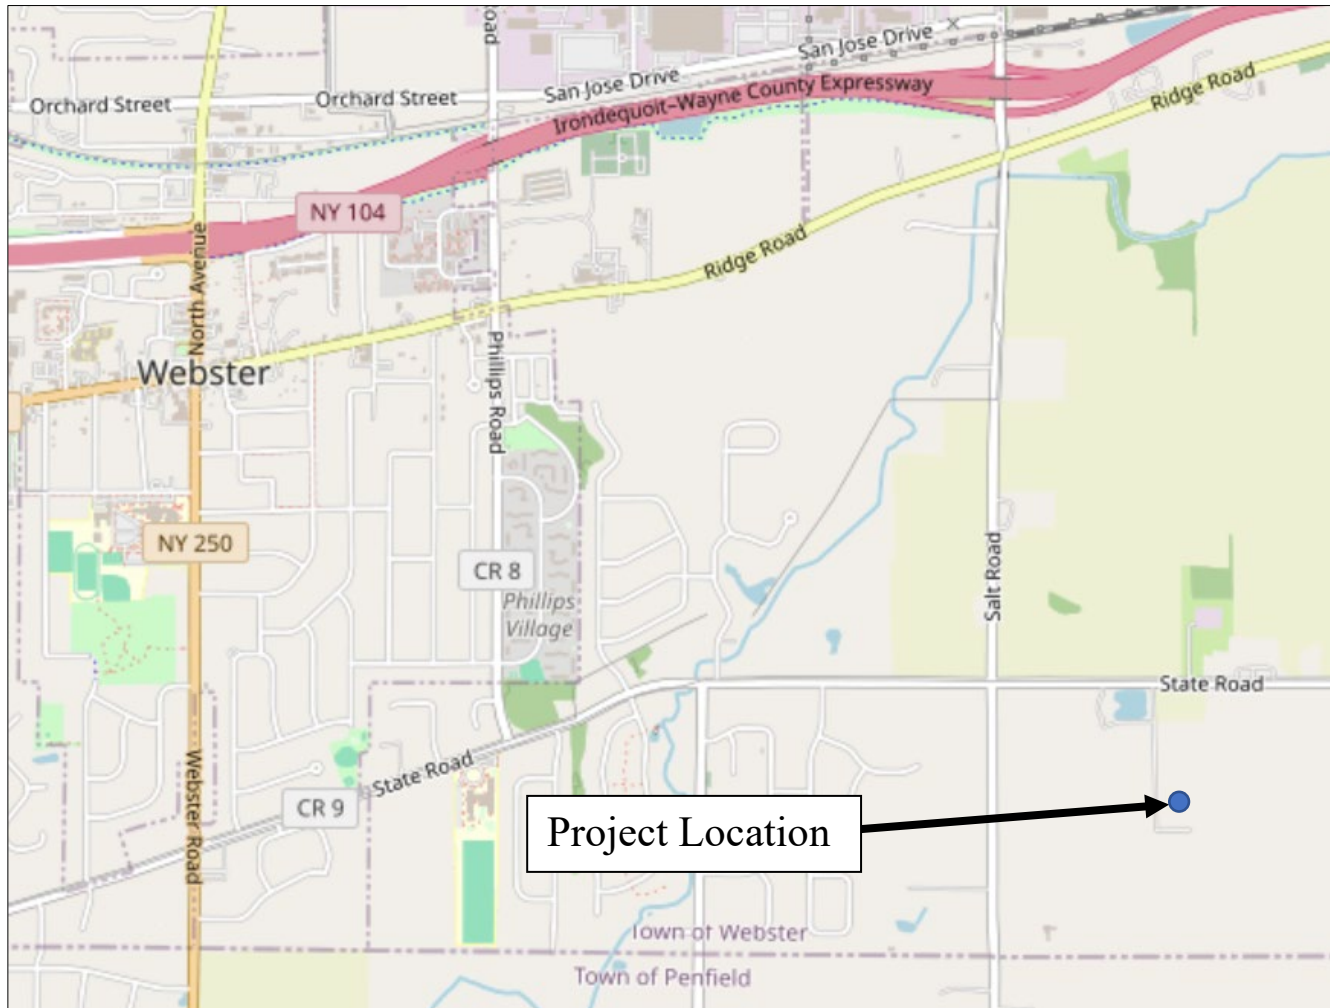 oad
San Jose Drive
San Jose Drive
Orchard Street
Orchard Street
Irondequoit–Wayne County Expressway
Ridge Road
NY 104
Ridge Road
North Avenue
Webster
Phillips Road
NY 250
CR 8
Phillips
Village
Salt Road
State Road
Webster Road
State Road
CR 9
Project Location
Town of Webster
Town of Penfield